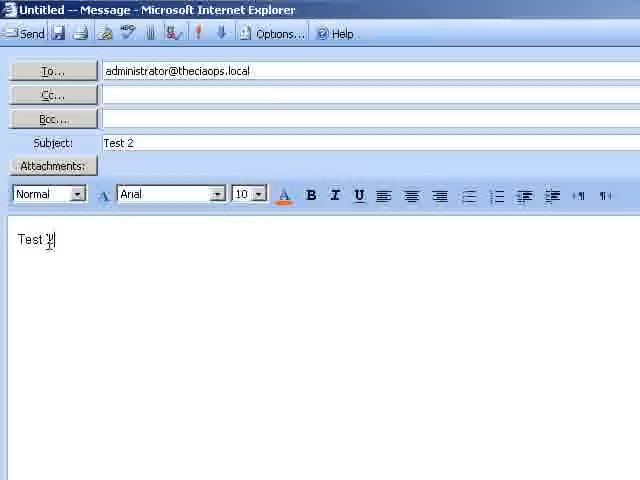 Untitled -- Message - Microsoft Internet Explorer
Send Options... Help
To... administrator@theciaops.local
Cc...
Bcc...
Subject: Test 2
Attachments:
Normal A Arial 10 A B I U
Test